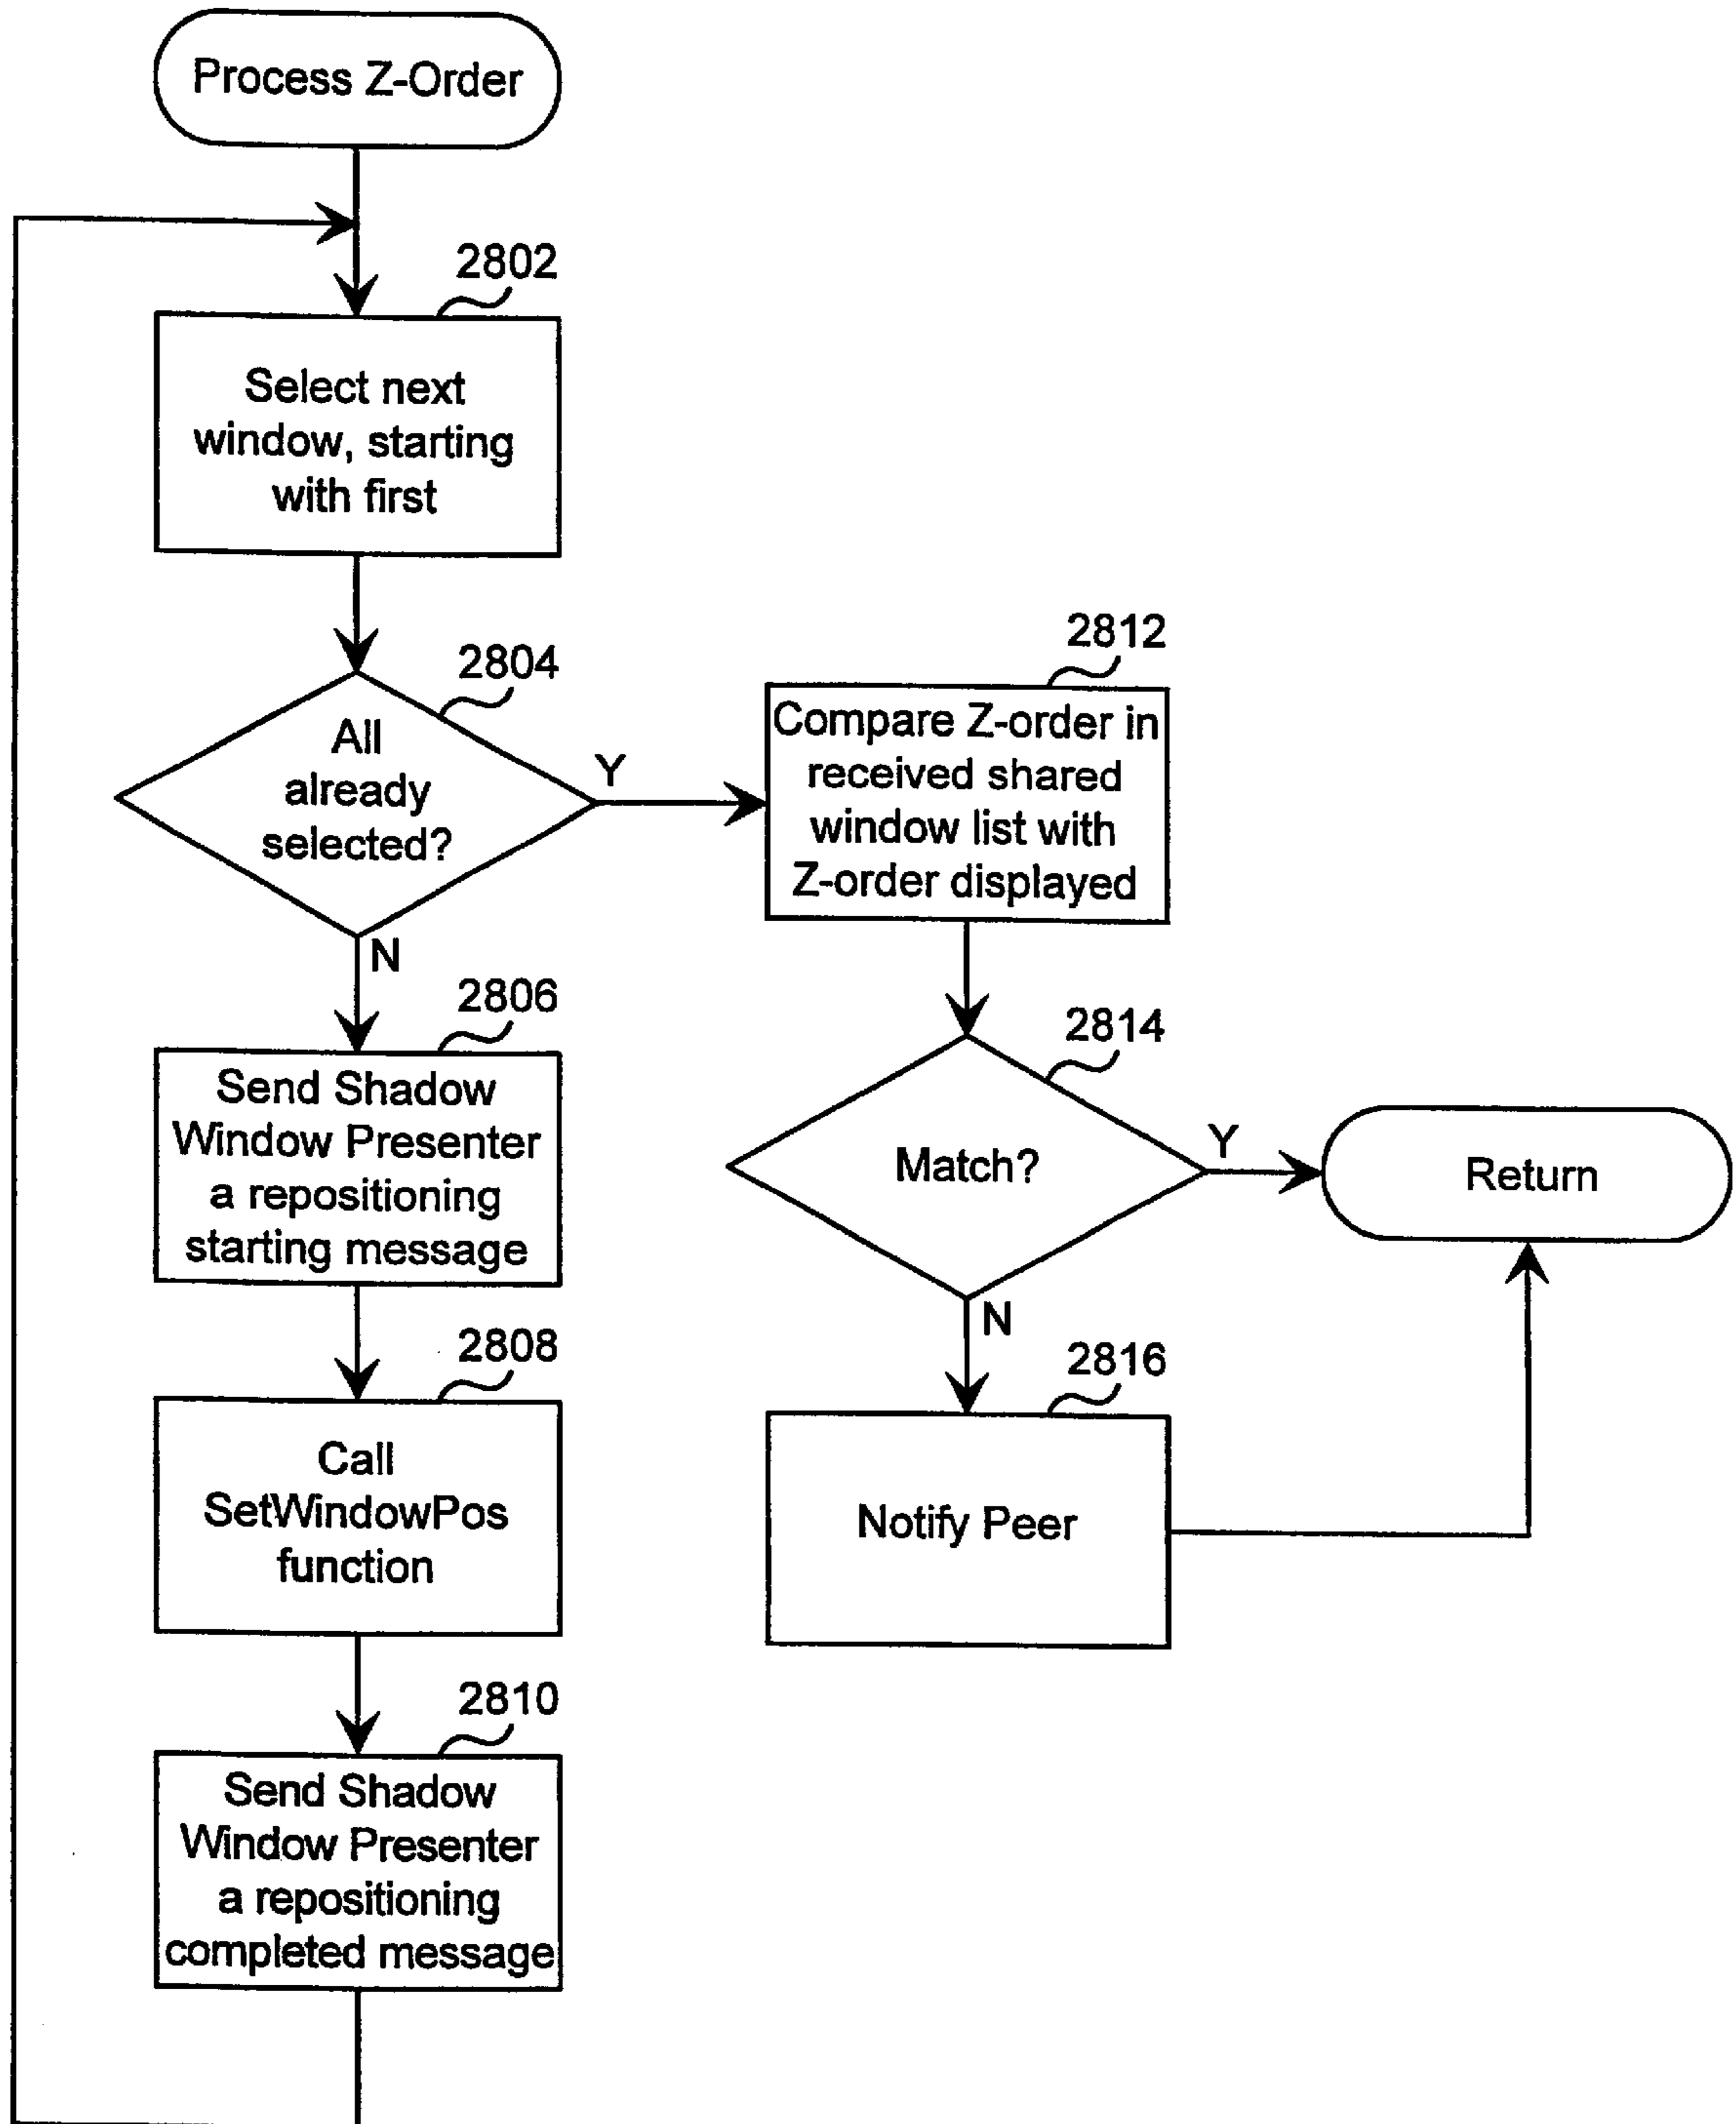 Process Z-Order
2802
Select next
window, starting
with first
2804
All
already
selected?
Y
N
2806
Send Shadow
Window Presenter
a repositioning
starting message
2808
Call
SetWindowPos
function
2810
Send Shadow
Window Presenter
a repositioning
completed message
2812
Compare Z-order in
received shared
window list with
Z-order displayed
2814
Match?
Y
N
Return
2816
Notify Peer